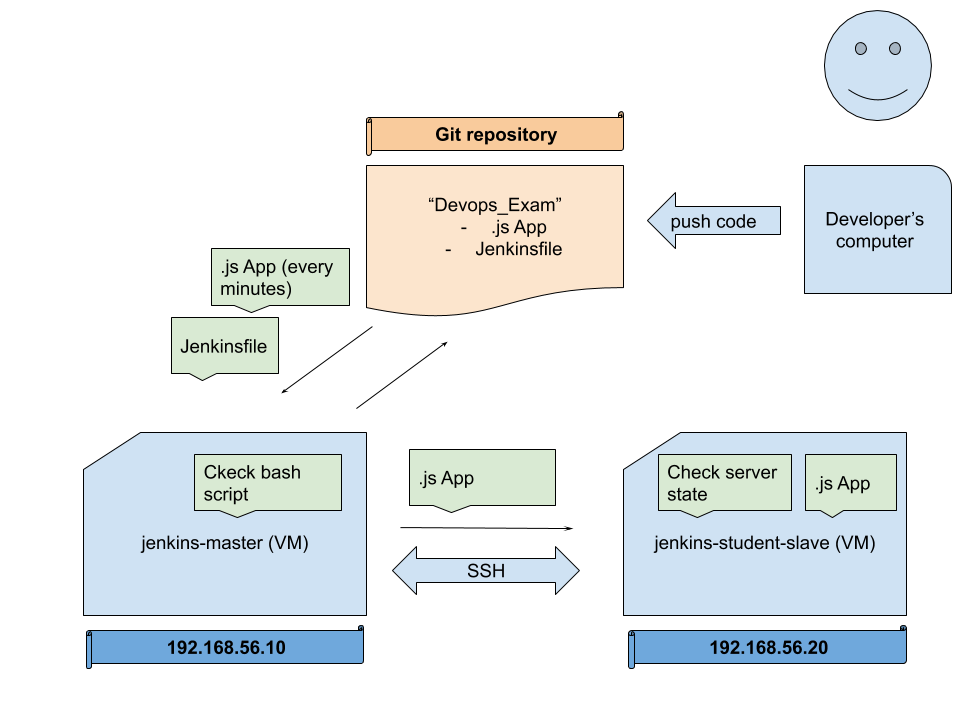 Git repository
“Devops_Exam”
- .js App
- Jenkinsfile
push code
Developer’s
computer
.js App (every
minutes)
Jenkinsfile
Ckeck bash
script
jenkins-master (VM)
.js App
SSH
Check server
state
.js App
jenkins-student-slave (VM)
192.168.56.10
192.168.56.20